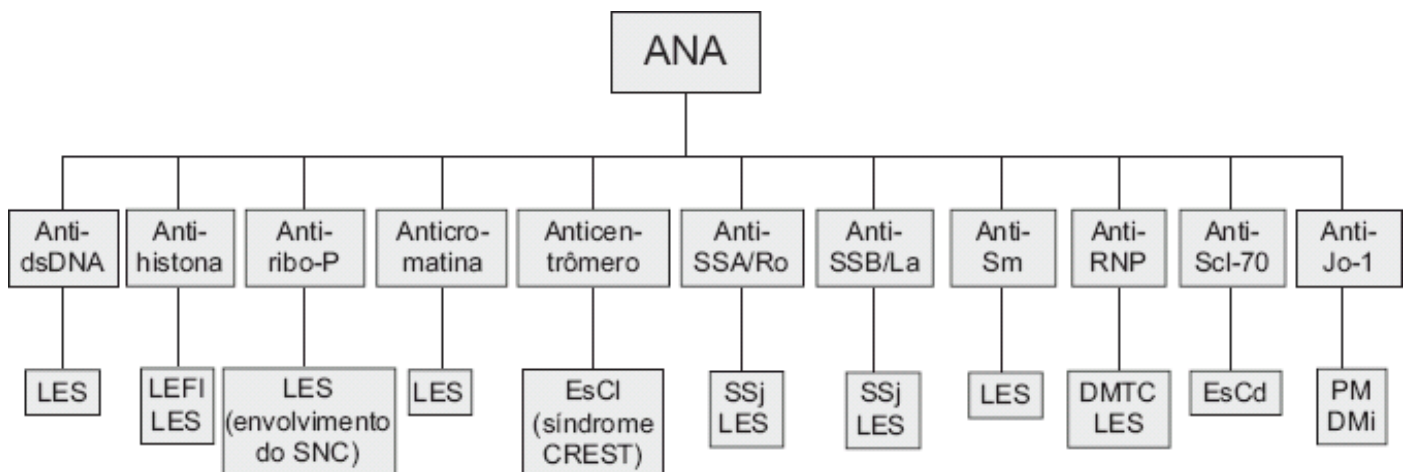 ANA
Anti-
dsDNA
Anti-
histona
Anti-
ribo-P
Anticro-
matina
Anticen-
trômero
Anti-
SSA/Ro
Anti-
SSB/La
Anti-
Sm
Anti-
RNP
Anti-
Scl-70
Anti-
Jo-1
LES
LEFI
LES
LES
(envolvimento
do SNC)
LES
EsCl
(síndrome
CREST)
SSj
LES
SSj
LES
LES
DMTC
LES
EsCd
PM
DMi